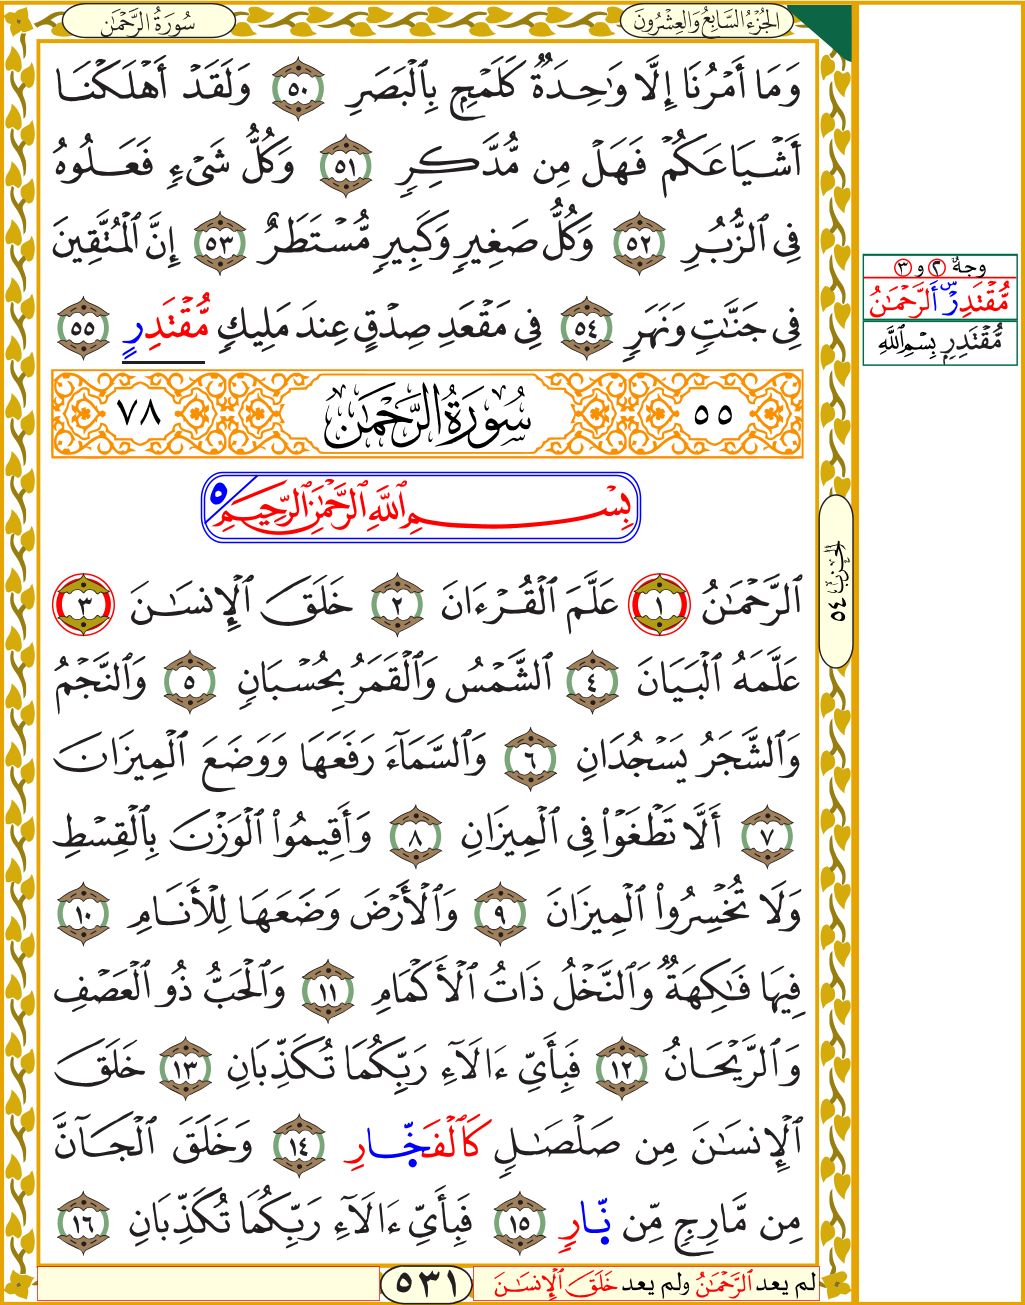 سُورَةُ الرَّحْمَٰن
الجُزْءُ السَّابِعُ وَالعِشْرُونَ
وَمَآ أَمْرُنَآ إِلَّا وَٰحِدَةٌ كَلَمْحٍۭ بِٱلْبَصَرِ ٥٠ وَلَقَدْ أَهْلَكْنَآ
أَشْيَاعَكُمْ فَهَلْ مِن مُّدَّكِرٍ ٥١ وَكُلُّ شَىْءٍ فَعَلُوهُ
فِى ٱلزُّبُرِ ٥٢ وَكُلُّ صَغِيرٍ وَكَبِيرٍ مُّسْتَطَرٌ ٥٣ إِنَّ ٱلْمُتَّقِينَ
فِى جَنَّٰتٍ وَنَهَرٍ ٥٤ فِى مَقْعَدِ صِدْقٍ عِندَ مَلِيكٍ مُّقْتَدِرٍ ٥٥
٥٥ سُورَةُ الرَّحْمَٰن ٧٨
بِسْمِ ٱللَّهِ ٱلرَّحْمَٰنِ ٱلرَّحِيمِ ٥
ٱلرَّحْمَٰنُ ١ عَلَّمَ ٱلْقُرْءَانَ ٢ خَلَقَ ٱلْإِنسَٰنَ ٣
عَلَّمَهُ ٱلْبَيَانَ ٤ ٱلشَّمْسُ وَٱلْقَمَرُ بِحُسْبَانٍ ٥ وَٱلنَّجْمُ
وَٱلشَّجَرُ يَسْجُدَانِ ٦ وَٱلسَّمَآءَ رَفَعَهَا وَوَضَعَ ٱلْمِيزَانَ
٧ أَلَّا تَطْغَوْا۟ فِى ٱلْمِيزَانِ ٨ وَأَقِيمُوا۟ ٱلْوَزْنَ بِٱلْقِسْطِ
وَلَا تُخْسِرُوا۟ ٱلْمِيزَانَ ٩ وَٱلْأَرْضَ وَضَعَهَا لِلْأَنَامِ ١٠
فِيهَا فَٰكِهَةٌ وَٱلنَّخْلُ ذَاتُ ٱلْأَكْمَامِ ١١ وَٱلْحَبُّ ذُو ٱلْعَصْفِ
وَٱلرَّيْحَانُ ١٢ فَبِأَىِّ ءَالَآءِ رَبِّكُمَا تُكَذِّبَانِ ١٣ خَلَقَ
ٱلْإِنسَٰنَ مِن صَلْصَٰلٍ كَٱلْفَخَّارِ ١٤ وَخَلَقَ ٱلْجَآنَّ
مِن مَّارِجٍ مِّن نَّارٍ ١٥ فَبِأَىِّ ءَالَآءِ رَبِّكُمَا تُكَذِّبَانِ ١٦
وجهٌ ٢ و ٣
مُّقْتَدِرٍ س اَلرَّحْمَٰنُ
مُّقْتَدِرٍ بِسْمِ ٱللَّهِ
الحزب ٥٤
لم يعد ٱلرَّحْمَٰنُ ولم يعد خَلَقَ ٱلْإِنسَٰنَ
٥٣١